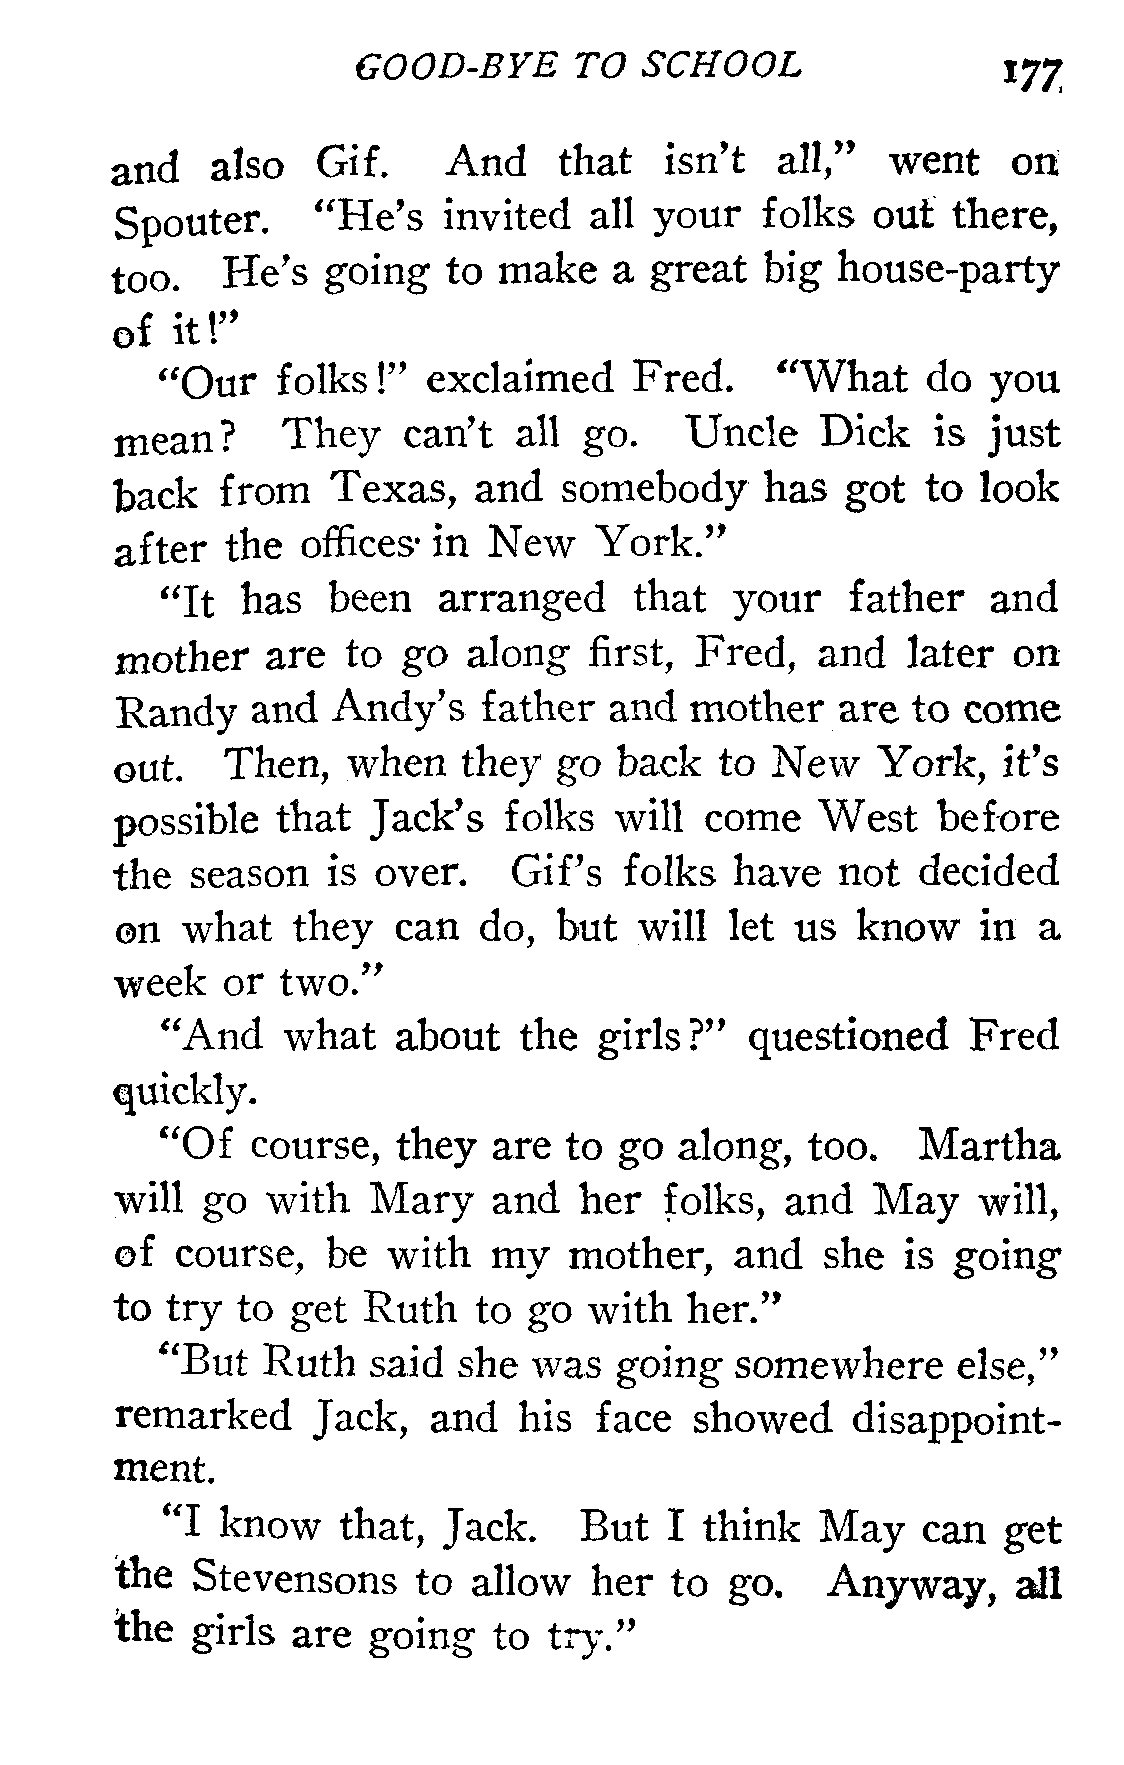 GOOD-BYE TO SCHOOL 177
and also Gif. And that isn't all," went on
Spouter. "He's invited all your folks out there,
too. He's going to make a great big house-party
of it!"
"Our folks!" exclaimed Fred. "What do you
mean? They can't all go. Uncle Dick is just
back from Texas, and somebody has got to look
after the offices in New York."
"It has been arranged that your father and
mother are to go along first, Fred, and later on
Randy and Andy's father and mother are to come
out. Then, when they go back to New York, it's
possible that Jack's folks will come West before
the season is over. Gif's folks have not decided
on what they can do, but will let us know in a
week or two."
"And what about the girls?" questioned Fred
quickly.
"Of course, they are to go along, too. Martha
will go with Mary and her folks, and May will,
of course, be with my mother, and she is going
to try to get Ruth to go with her."
"But Ruth said she was going somewhere else,"
remarked Jack, and his face showed disappoint-
ment.
"I know that, Jack. But I think May can get
the Stevensons to allow her to go. Anyway, all
the girls are going to try."